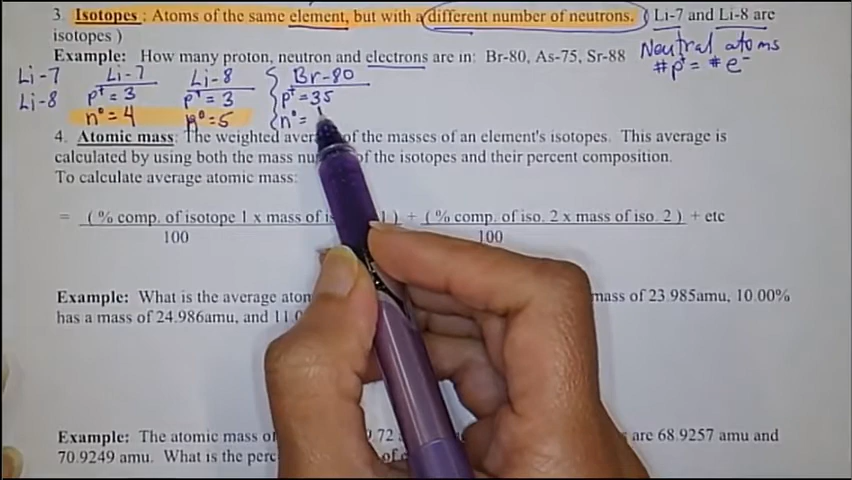 3. Isotopes : Atoms of the same element, but with a different number of neutrons. ( Li-7 and Li-8 are
isotopes )
Example: How many proton, neutron and electrons are in: Br-80, As-75, Sr-88
Neutral atoms
#p+ = #e-
Li-7
Li-8
Li-7
p+ = 3
n° = 4
Li-8
p+ = 3
n° = 5
Br-80
p+ = 35
n° =
4. Atomic mass: The weighted of the masses of an element's isotopes. This average is
calculated by using both the mass of the isotopes and their percent composition.
To calculate average atomic mass:
= ( % comp. of isotope 1 x mass of 1 ) + ( % comp. of iso. 2 x mass of iso. 2 ) + etc
100 100
Example: What is the average mass of 23.985amu, 10.00%
has a mass of 24.986amu, and
Example: The atomic mass of are 68.9257 amu and
70.9249 amu. What is the